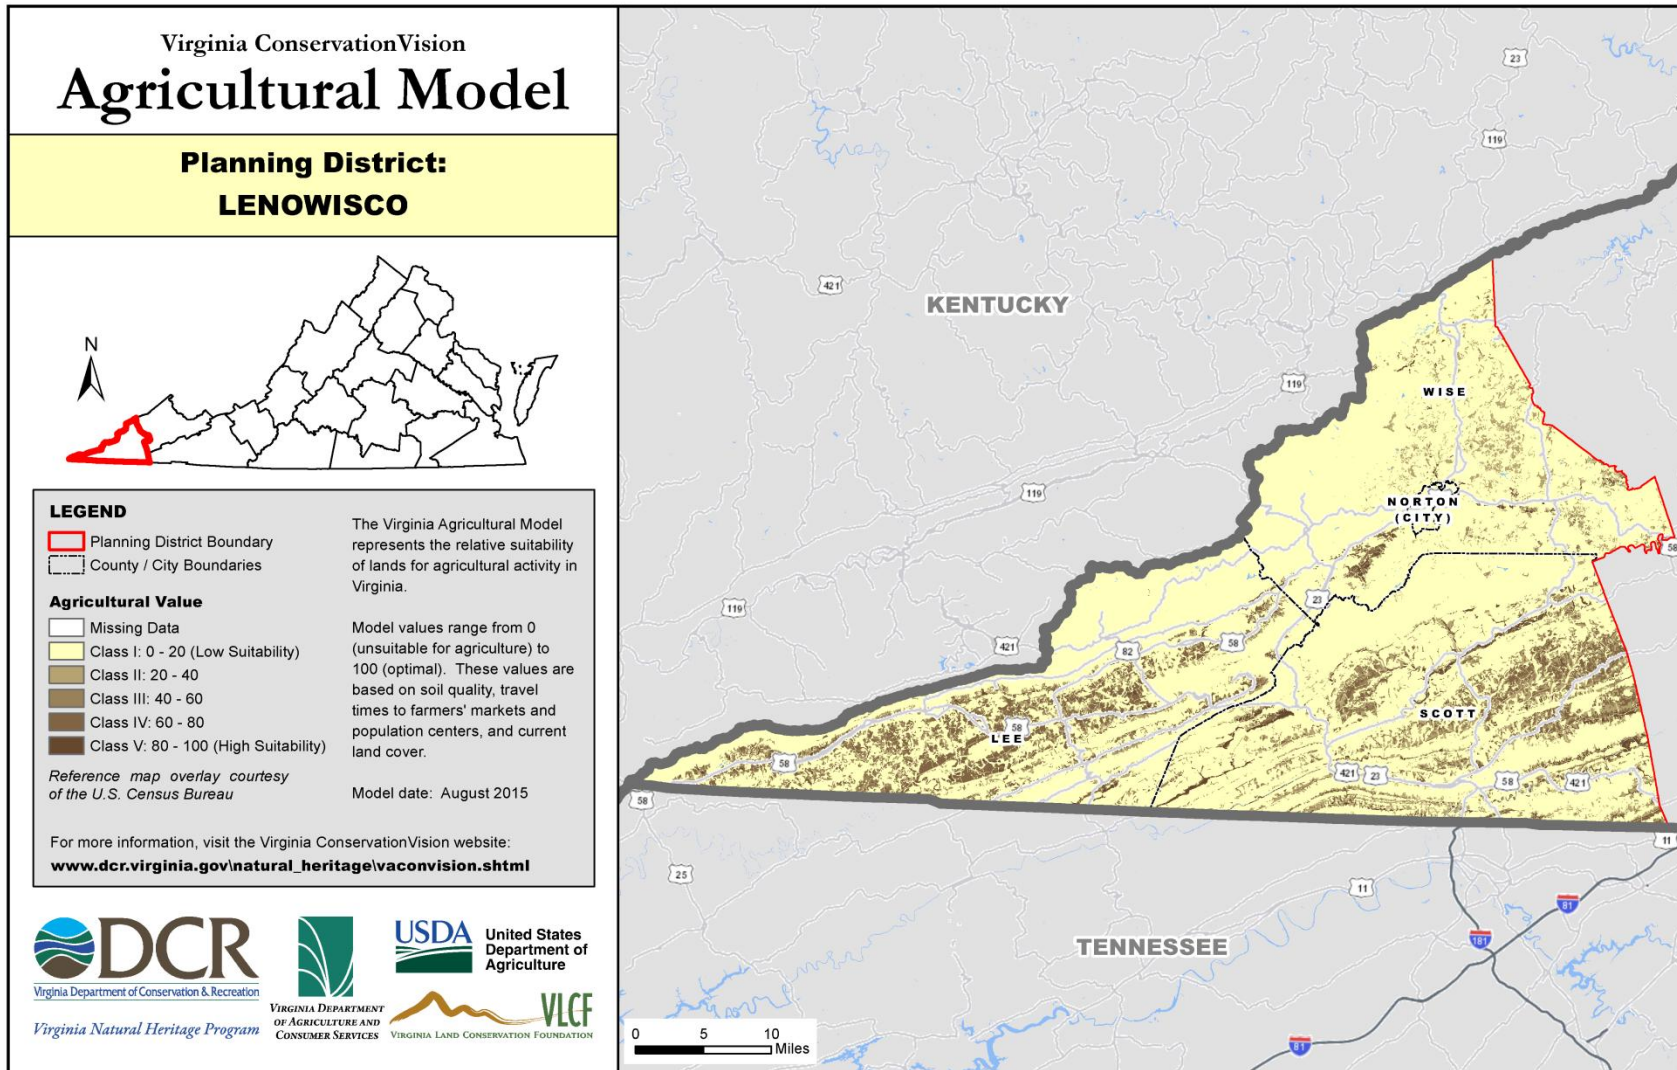 Virginia ConservationVision
Agricultural Model
Planning District:
LENOWISCO
N
LEGEND
Planning District Boundary
County / City Boundaries
Agricultural Value
Missing Data
Class I: 0 - 20 (Low Suitability)
Class II: 20 - 40
Class III: 40 - 60
Class IV: 60 - 80
Class V: 80 - 100 (High Suitability)
Reference map overlay courtesy
of the U.S. Census Bureau
The Virginia Agricultural Model
represents the relative suitability
of lands for agricultural activity in
Virginia.
Model values range from 0
(unsuitable for agriculture) to
100 (optimal). These values are
based on soil quality, travel
times to farmers' markets and
population centers, and current
land cover.
Model date: August 2015
For more information, visit the Virginia ConservationVision website:
www.dcr.virginia.gov\natural_heritage\vaconvision.shtml
DCR
Virginia Department of Conservation & Recreation
Virginia Natural Heritage Program
VIRGINIA DEPARTMENT
OF AGRICULTURE AND
CONSUMER SERVICES
USDA
United States
Department of
Agriculture
VLCF
VIRGINIA LAND CONSERVATION FOUNDATION
23
119
421
KENTUCKY
119
WISE
119
NORTON
(CITY)
58
23
119
421
82
58
SCOTT
58
LEE
58
421
23
58
421
58
11
25
11
81
181
TENNESSEE
81
0
5
10
Miles